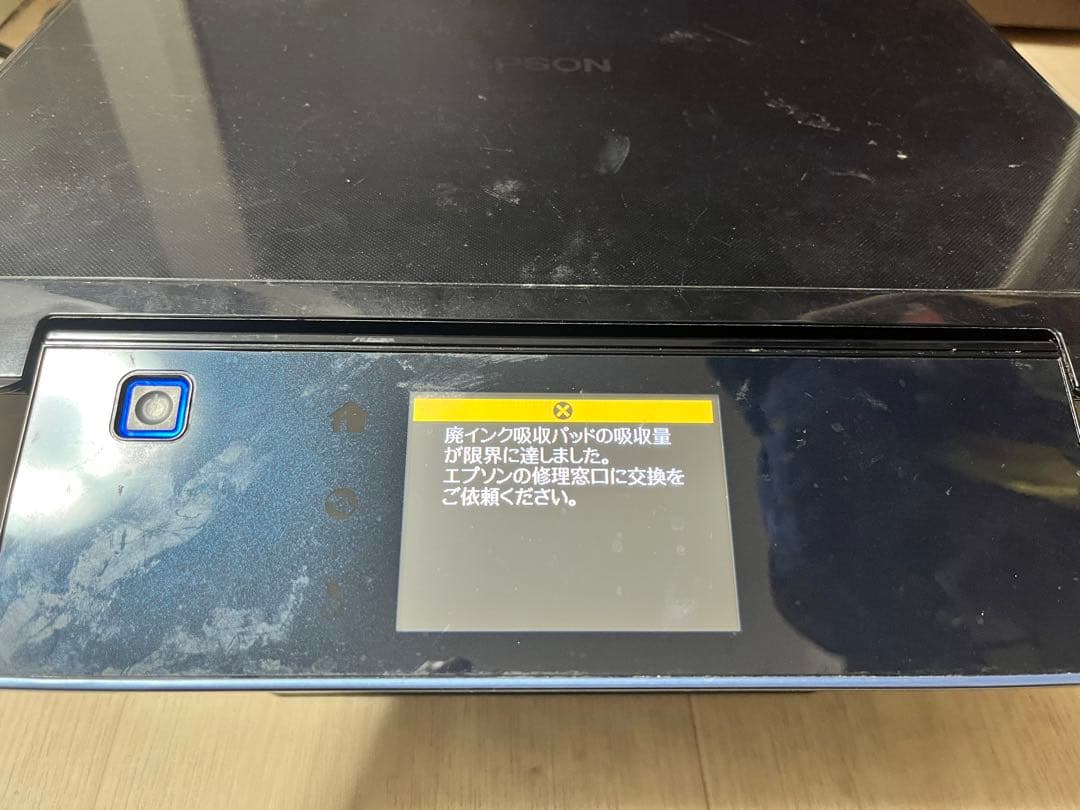 EPSON
廃インク吸収パッドの吸収量
が限界に達しました。
エプソンの修理窓口に交換を
ご依頼ください。